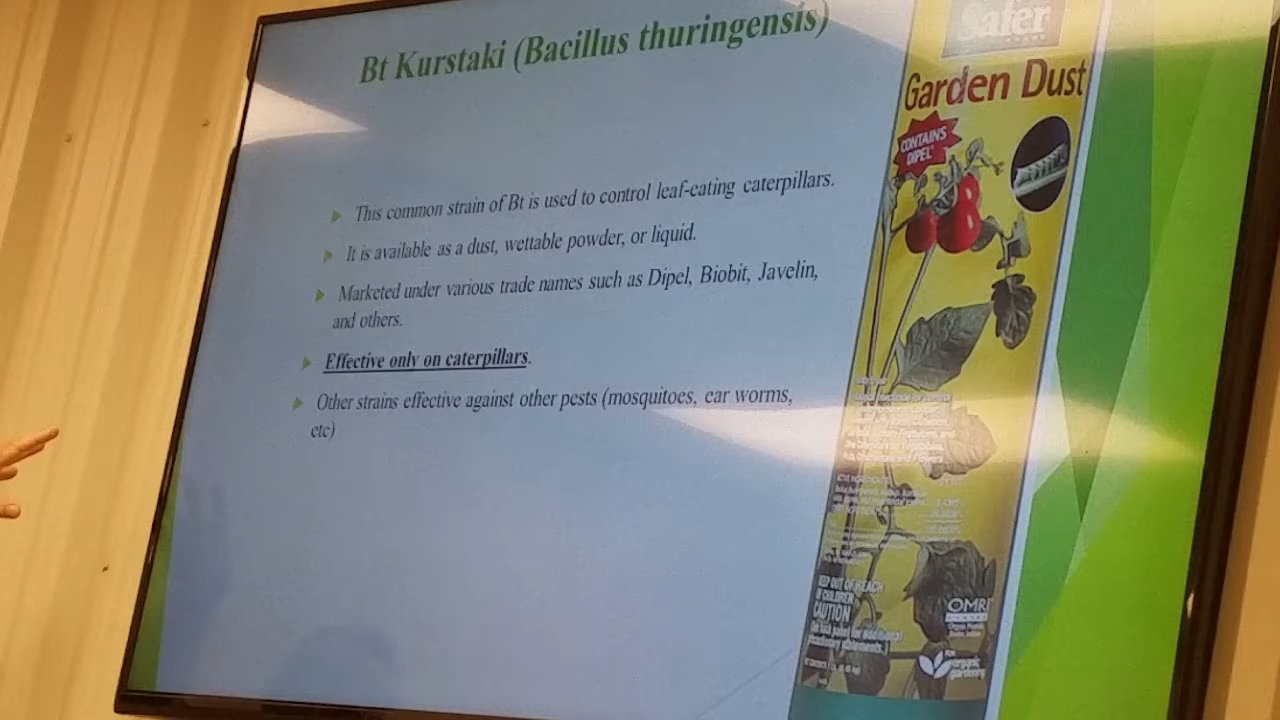 Bt Kurstaki (Bacillus thuringensis)
This common strain of Bt is used to control leaf-eating caterpillars.
It is available as a dust, wettable powder, or liquid.
Marketed under various trade names such as Dipel, Biobit, Javelin,
and others.
Effective only on caterpillars.
Other strains effective against other pests (mosquitoes, ear worms,
etc)
Safer
Garden Dust
CONTAINS
DIPEL
KEEP OUT OF REACH
OF CHILDREN
CAUTION
OMRI
organic
gardening